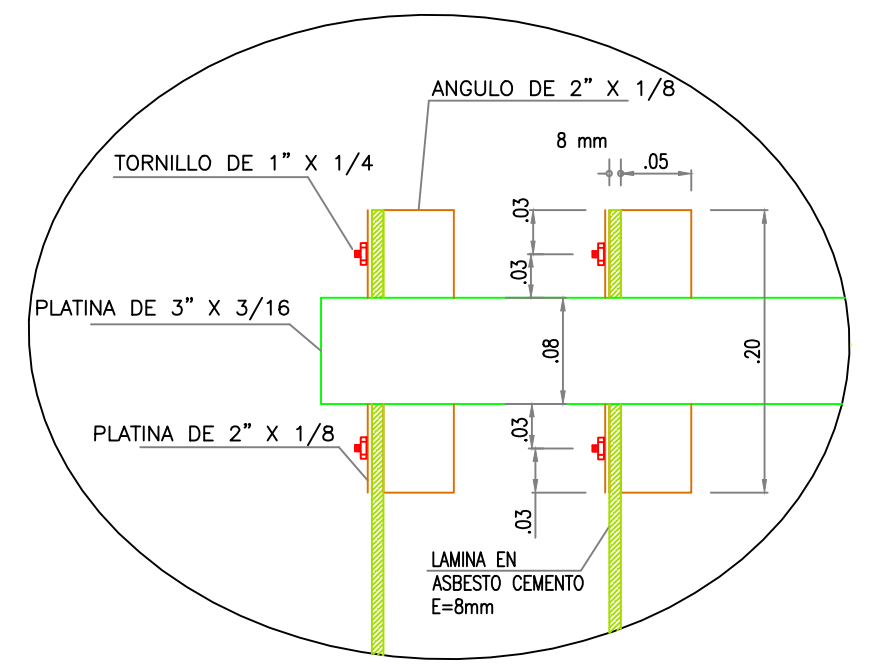 ANGULO DE 2” X 1/8
8 mm
.05
TORNILLO DE 1” X 1/4
.03
.03
PLATINA DE 3” X 3/16
.08
.20
PLATINA DE 2” X 1/8
.03
.03
LAMINA EN
ASBESTO CEMENTO
E=8mm